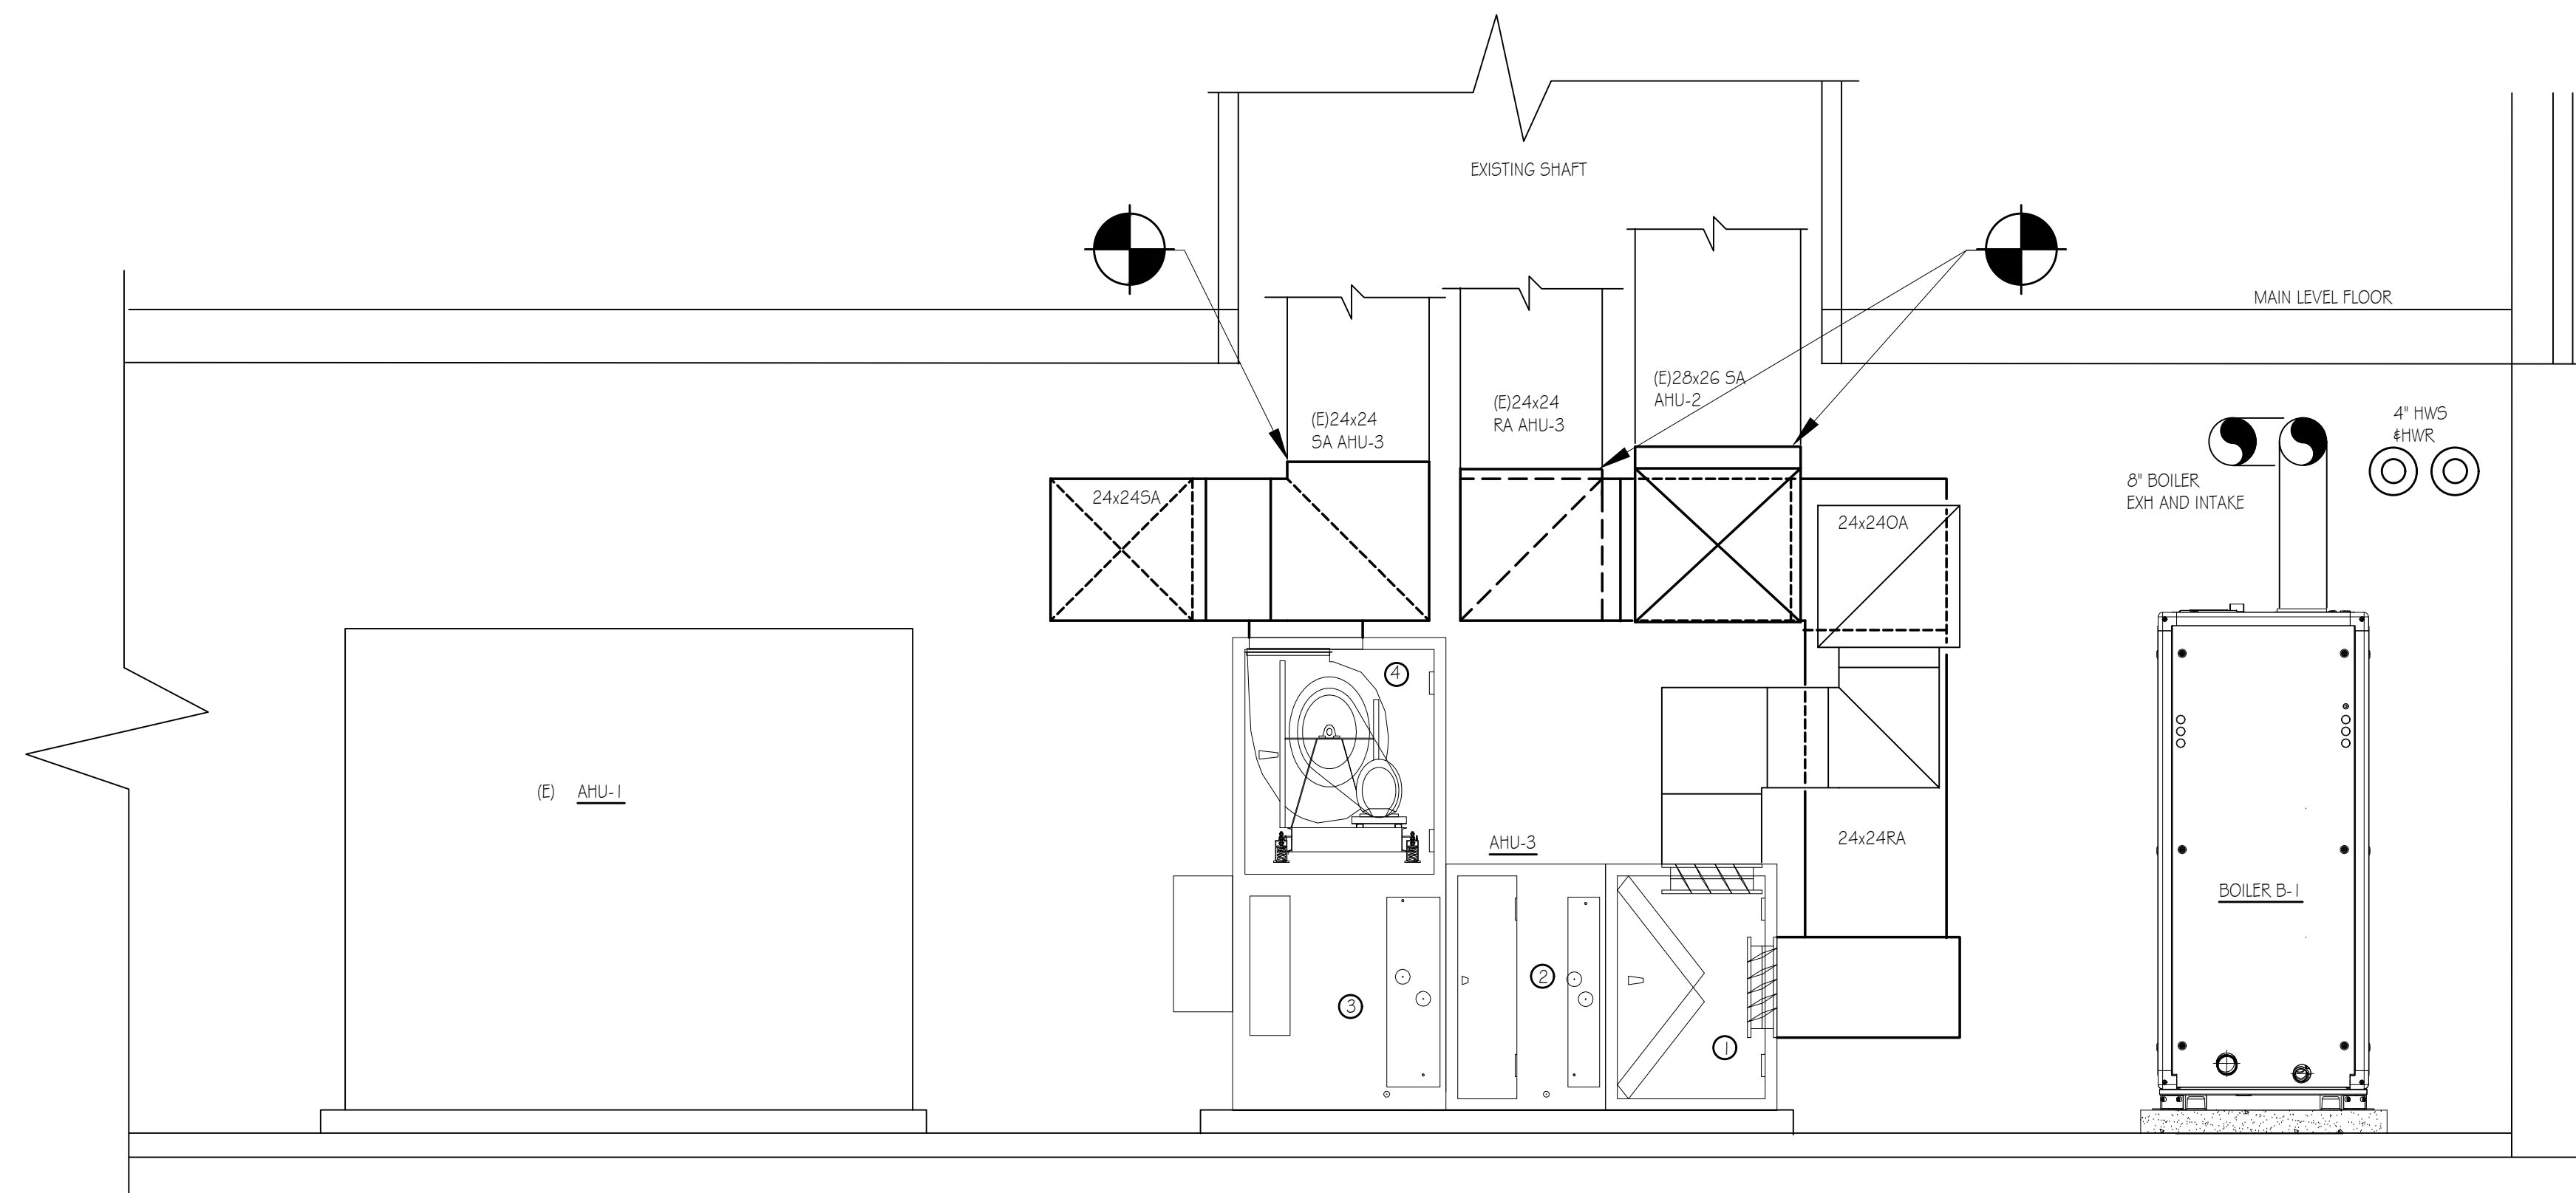 EXISTING SHAFT
MAIN LEVEL FLOOR
(E)28x26 SA
AHU-2
(E)24x24
RA AHU-3
(E)24x24
SA AHU-3
4" HWS
&HWR
8" BOILER
EXH AND INTAKE
24x24SA
24x24OA
4
(E) AHU-1
AHU-3
24x24RA
BOILER B-1
2
3
1